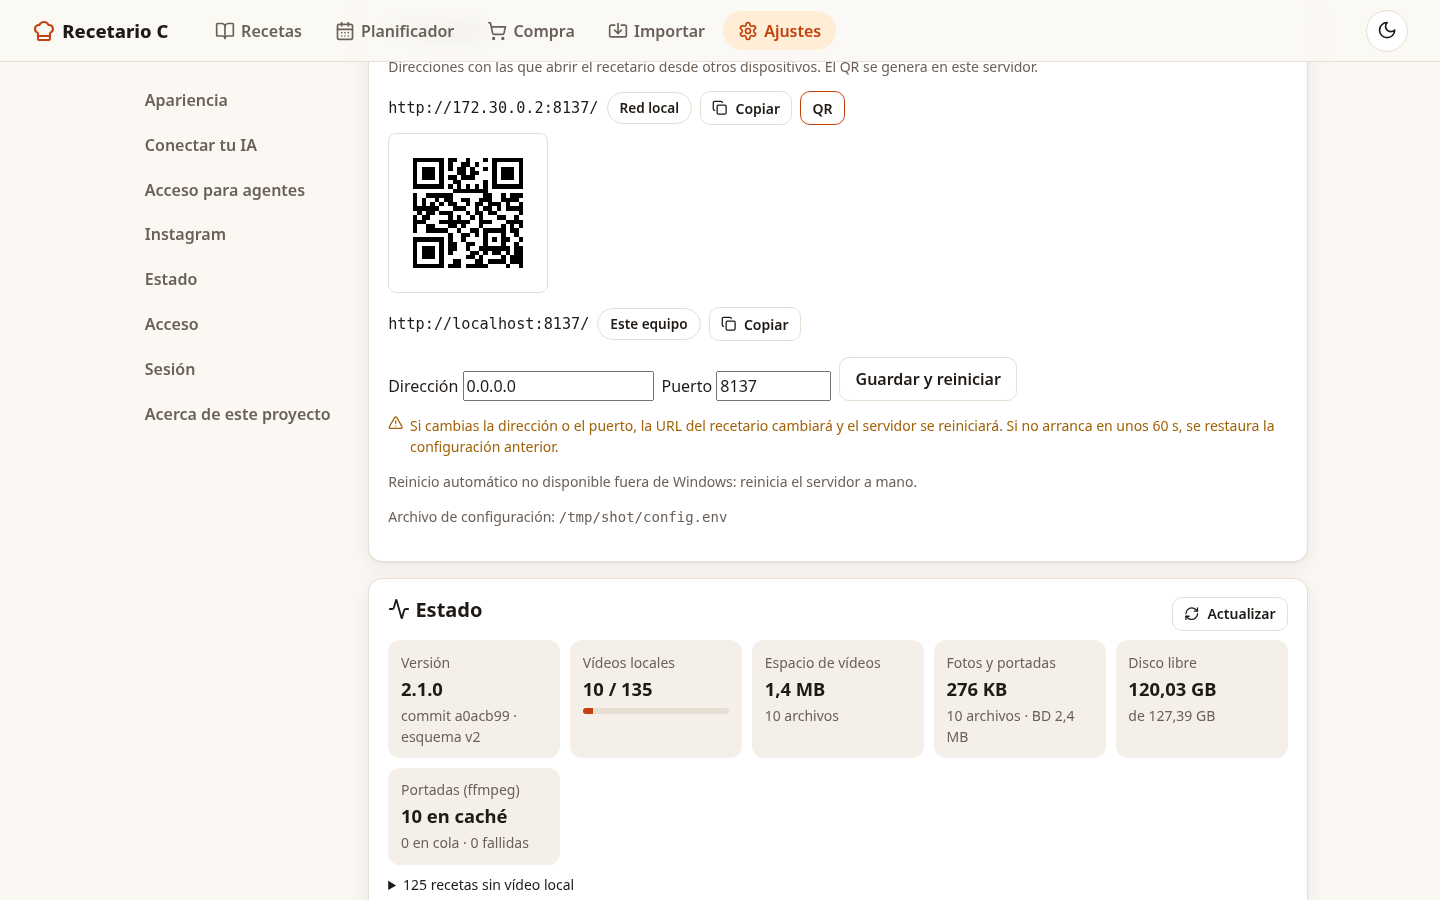 Recetario C
Recetas
Planificador
Compra
Importar
Ajustes
Apariencia
Conectar tu IA
Acceso para agentes
Instagram
Estado
Acceso
Sesión
Acerca de este proyecto
Direcciones con las que abrir el recetario desde otros dispositivos. El QR se genera en este servidor.
http://172.30.0.2:8137/ Red local Copiar QR
http://localhost:8137/ Este equipo Copiar
Dirección 0.0.0.0 Puerto 8137 Guardar y reiniciar
Si cambias la dirección o el puerto, la URL del recetario cambiará y el servidor se reiniciará. Si no arranca en unos 60 s, se restaura la
configuración anterior.
Reinicio automático no disponible fuera de Windows: reinicia el servidor a mano.
Archivo de configuración: /tmp/shot/config.env
Estado
Actualizar
Versión
2.1.0
commit a0acb99 ·
esquema v2
Vídeos locales
10 / 135
Espacio de vídeos
1,4 MB
10 archivos
Fotos y portadas
276 KB
10 archivos · BD 2,4
MB
Disco libre
120,03 GB
de 127,39 GB
Portadas (ffmpeg)
10 en caché
0 en cola · 0 fallidas
125 recetas sin vídeo local